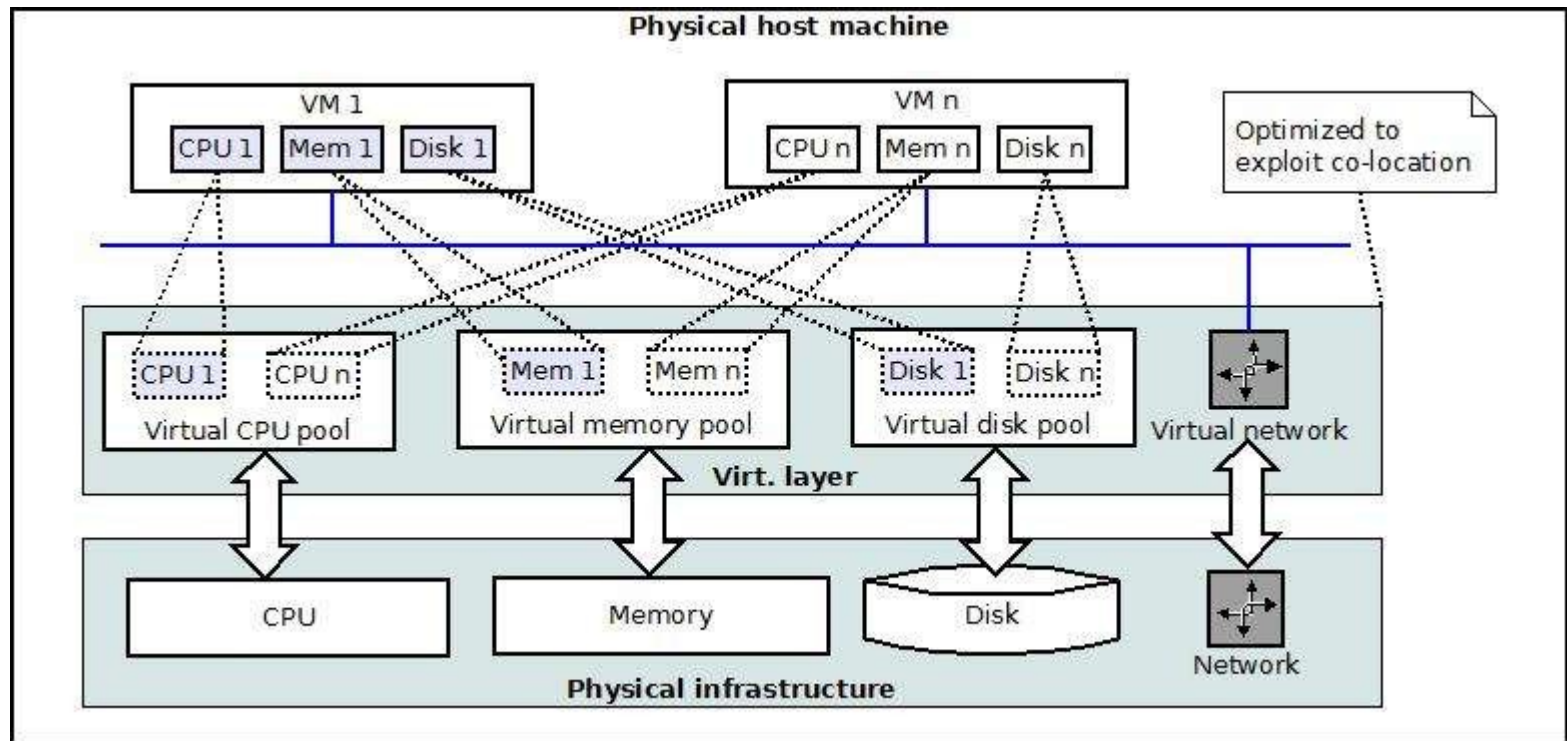 Physical host machine
VM 1
CPU 1
Mem 1
Disk 1
VM n
CPU n
Mem n
Disk n
Optimized to
exploit co-location
CPU 1
CPU n
Virtual CPU pool
Mem 1
Mem n
Virtual memory pool
Disk 1
Disk n
Virtual disk pool
Virtual network
Virt. layer
CPU
Memory
Disk
Network
Physical infrastructure